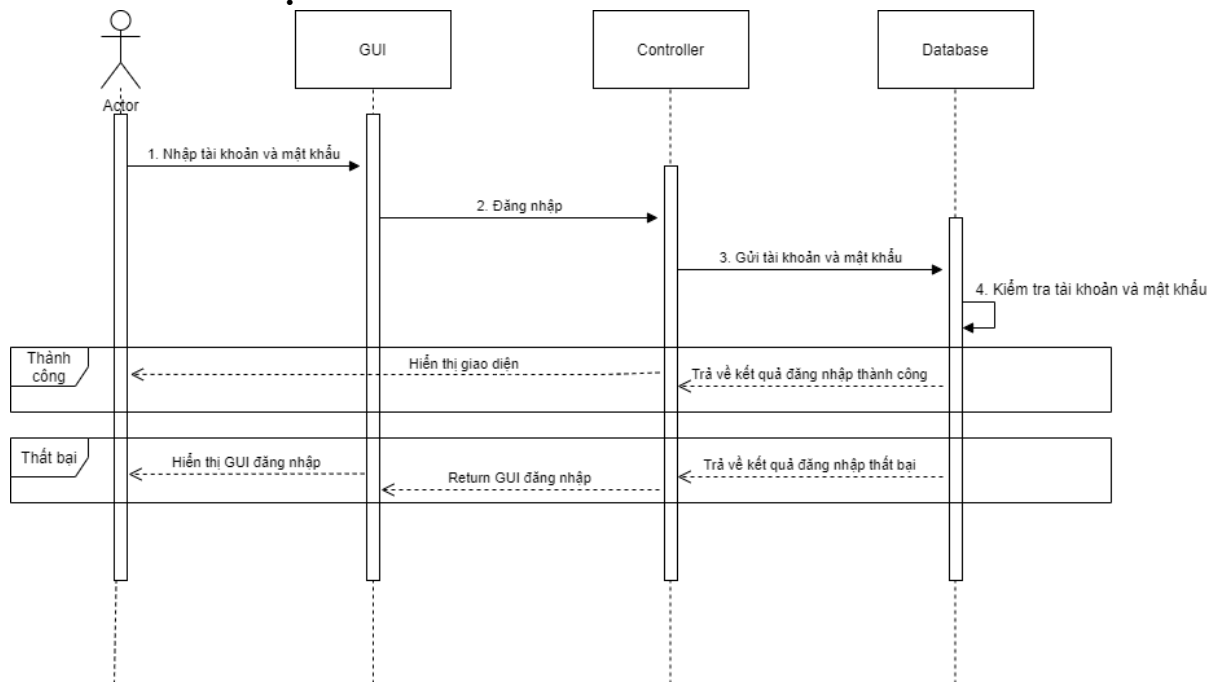 GUI
Controller
Database
Actor
1. Nhập tài khoản và mật khẩu
2. Đăng nhập
3. Gửi tài khoản và mật khẩu
4. Kiểm tra tài khoản và mật khẩu
Thành
công
Hiển thị giao diện
Trả về kết quả đăng nhập thành công
Thất bại
Hiển thị GUI đăng nhập
Return GUI đăng nhập
Trả về kết quả đăng nhập thất bại